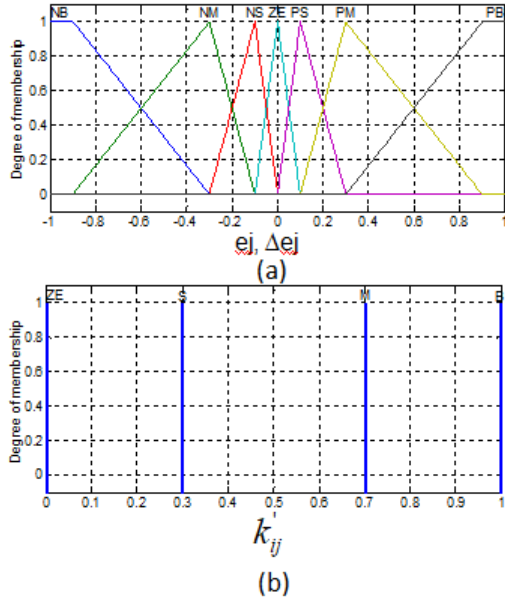 NB NM NS ZE PS PM PB
1
0.8
0.6
0.4
0.2
0
Degree of membership
-1 -0.8 -0.6 -0.4 -0.2 0 0.2 0.4 0.6 0.8 1
ej, Δej
(a)
ZE S M B
1
0.8
0.6
0.4
0.2
0
Degree of membership
0 0.1 0.2 0.3 0.4 0.5 0.6 0.7 0.8 0.9 1
k'ij
(b)